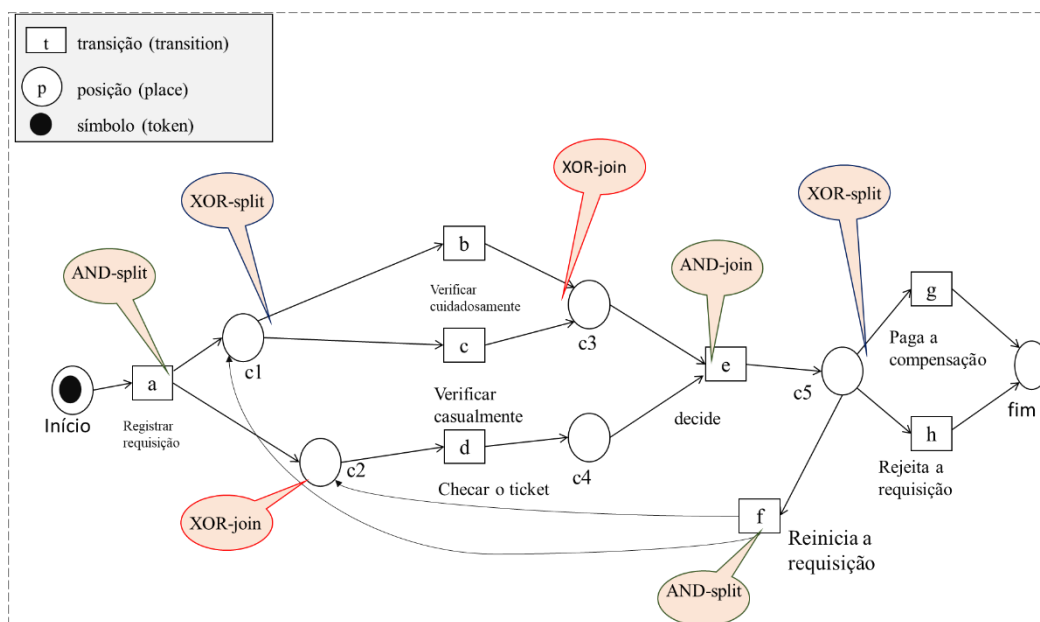 t
transição (transition)
p
posição (place)
símbolo (token)
XOR-split
XOR-join
XOR-split
AND-split
AND-join
b
Verificar
cuidadosamente
c
c3
c1
a
Início
Registrar
requisição
Verificar
casualmente
d
c2
c4
Checar o ticket
XOR-join
e
decide
c5
g
Paga a
compensação
fim
h
Rejeita a
requisição
f
Reinicia a
requisição
AND-split